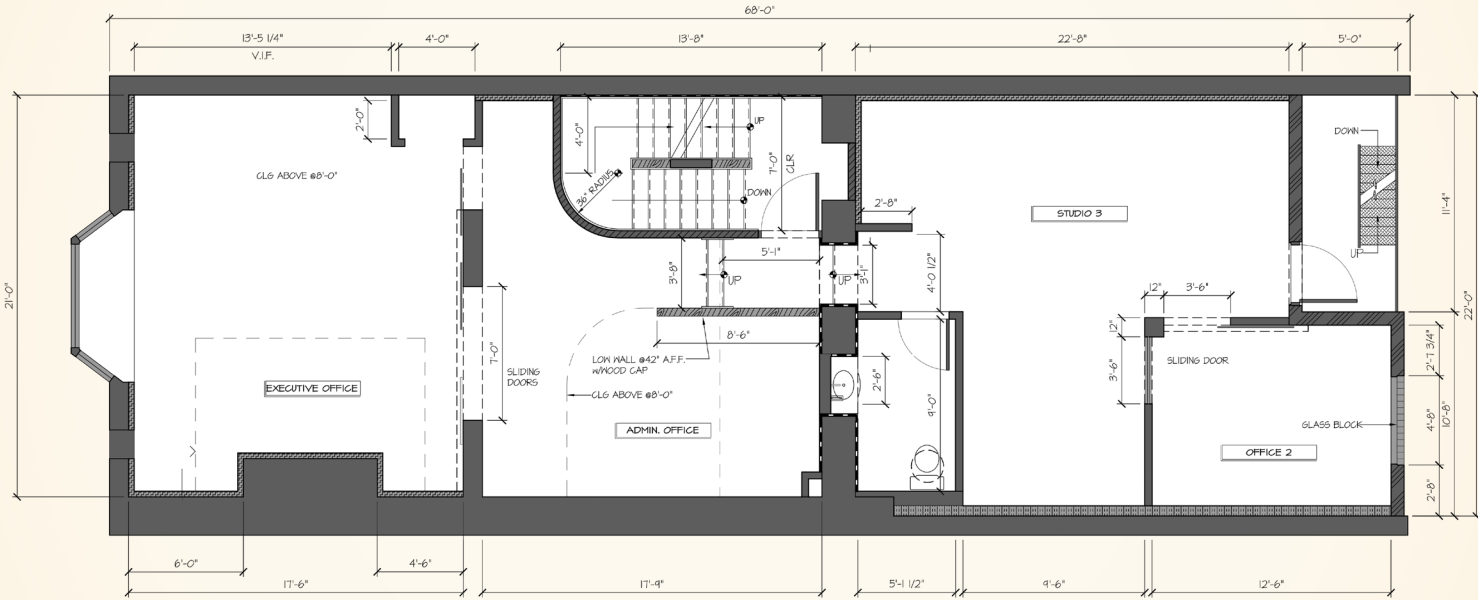 68'-0"
13'-5 1/4"
V.I.F.
4'-0"
13'-8"
22'-8"
5'-0"
21'-0"
2'-0"
CLG ABOVE @8'-0"
4'-0"
36" RADIUS
UP
7'-0"
CLR
DOWN
2'-8"
STUDIO 3
DOWN
UP
11'-4"
22'-0"
3'-8"
5'-1"
UP
UP
3'-1"
4'-0 1/2"
12"
3'-6"
12"
3'-6"
SLIDING DOOR
2'-7 3/4"
7'-0"
8'-6"
LOW WALL @42" A.F.F.
W/WOOD CAP
SLIDING
DOORS
CLG ABOVE @8'-0"
EXECUTIVE OFFICE
ADMIN. OFFICE
2'-6"
9'-0"
GLASS BLOCK
4'-8"
10'-8"
OFFICE 2
2'-8"
6'-0"
4'-6"
17'-6"
17'-9"
5'-1 1/2"
9'-6"
12'-6"